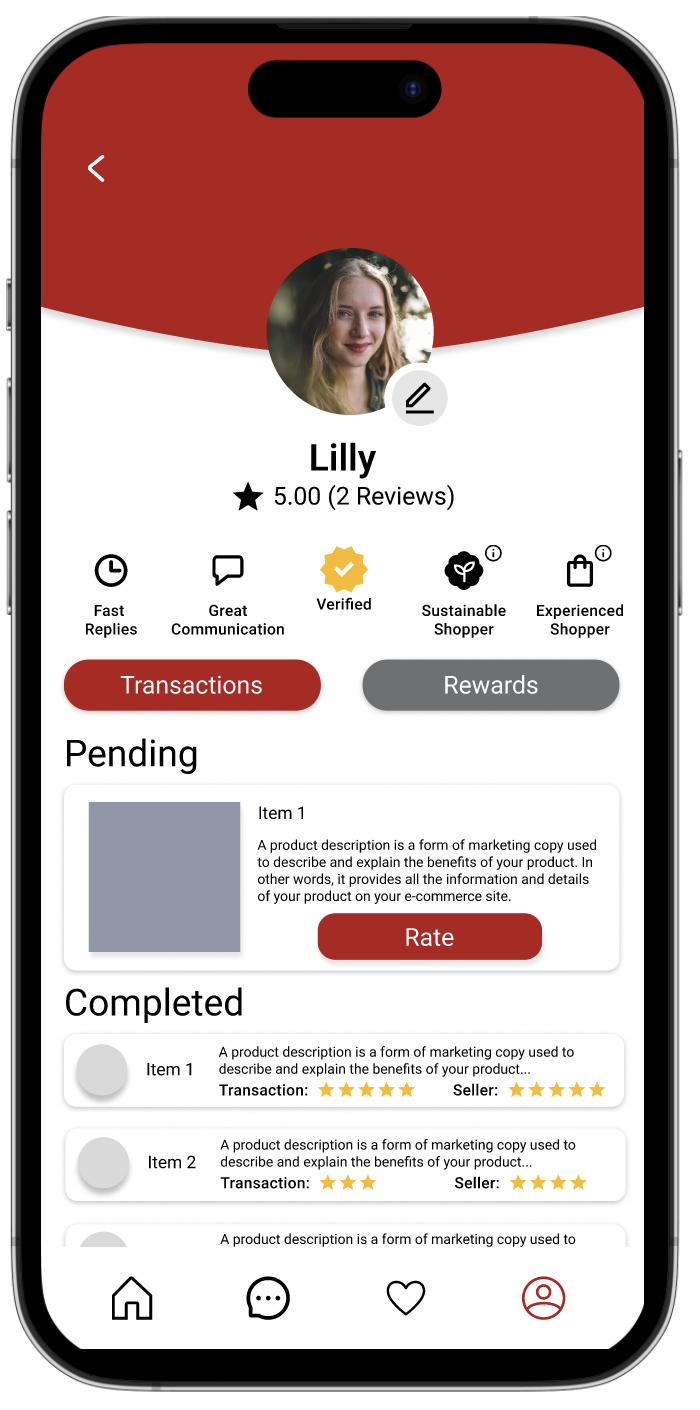 Lilly
5.00 (2 Reviews)
Fast
Replies
Great
Communication
Verified
Sustainable
Shopper
Experienced
Shopper
Transactions
Rewards
Pending
Item 1
A product description is a form of marketing copy used
to describe and explain the benefits of your product. In
other words, it provides all the information and details
of your product on your e-commerce site.
Rate
Completed
Item 1
A product description is a form of marketing copy used to
describe and explain the benefits of your product...
Transaction:
Seller:
Item 2
A product description is a form of marketing copy used to
describe and explain the benefits of your product...
Transaction:
Seller:
A product description is a form of marketing copy used to